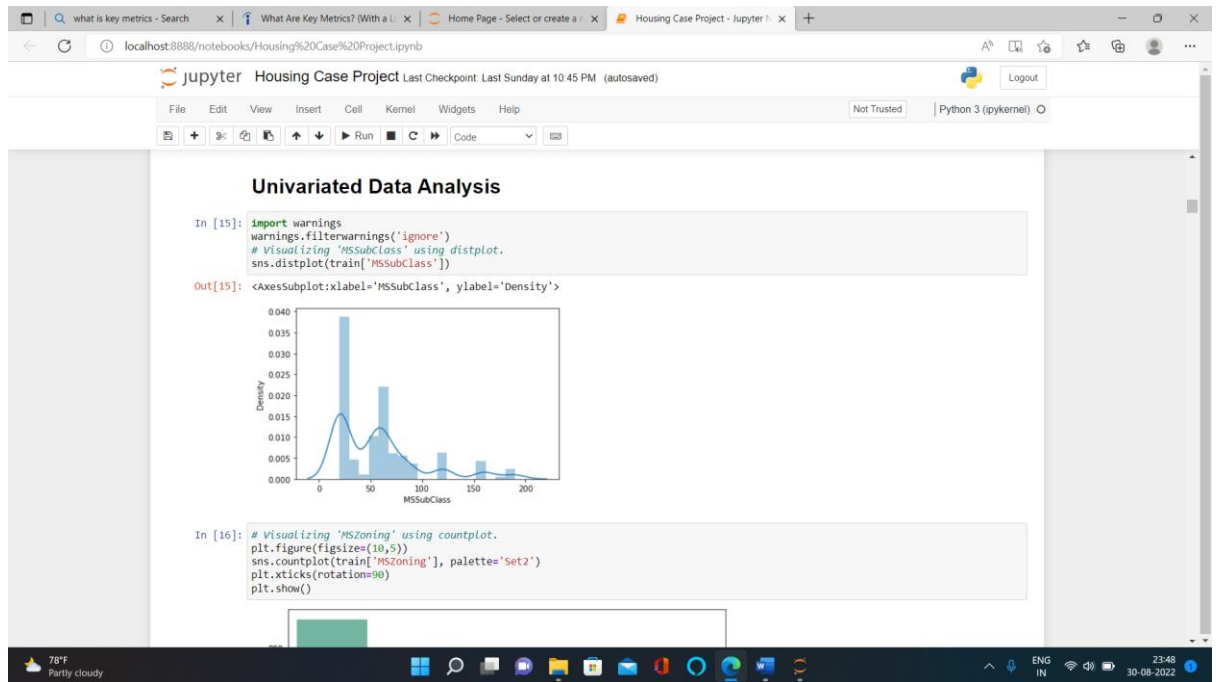 what is key metrics - Search
What Are Key Metrics? (With a Li
Home Page - Select or create a n
Housing Case Project - Jupyter N
localhost:8888/notebooks/Housing%20Case%20Project.ipynb
jupyter Housing Case Project Last Checkpoint: Last Sunday at 10:45 PM (autosaved)
Logout
File Edit View Insert Cell Kernel Widgets Help
Not Trusted
Python 3 (ipykernel)
Run
Code
Univariated Data Analysis
In [15]: import warnings
warnings.filterwarnings('ignore')
# Visualizing 'MSSubClass' using distplot.
sns.distplot(train['MSSubClass'])
Out[15]: <AxesSubplot:xlabel='MSSubClass', ylabel='Density'>
0.040
0.035
0.030
0.025
0.020
0.015
0.010
0.005
0.000
Density
0 50 100 150 200
MSSubClass
In [16]: # Visualizing 'MSZoning' using countplot.
plt.figure(figsize=(10,5))
sns.countplot(train['MSZoning'], palette='Set2')
plt.xticks(rotation=90)
plt.show()
78°F
Partly cloudy
ENG
IN
23:48
30-08-2022